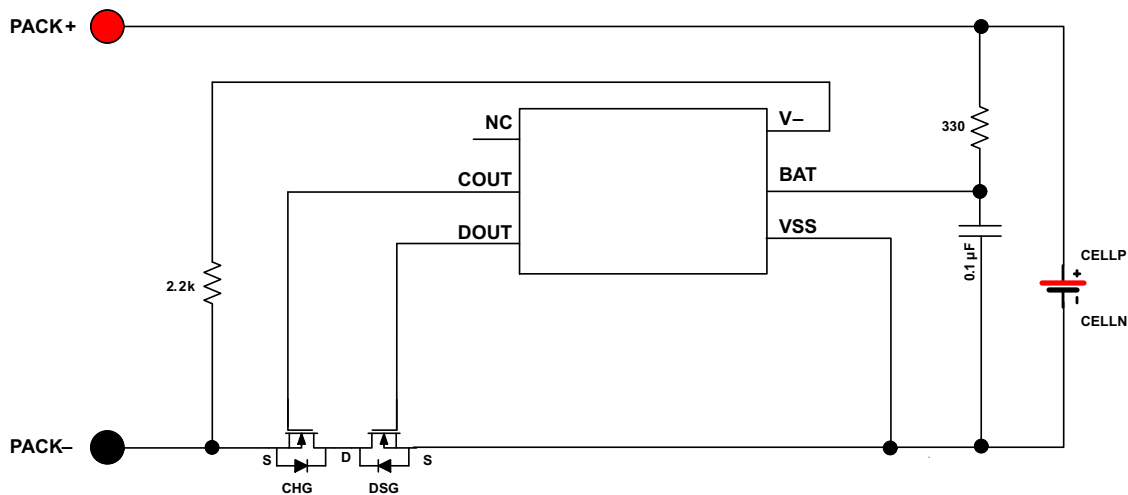 PACK+
NC
V–
330
COUT
BAT
DOUT
VSS
0.1 µF
CELLP
+
2.2k
-
CELLN
PACK–
S
D
S
CHG
DSG